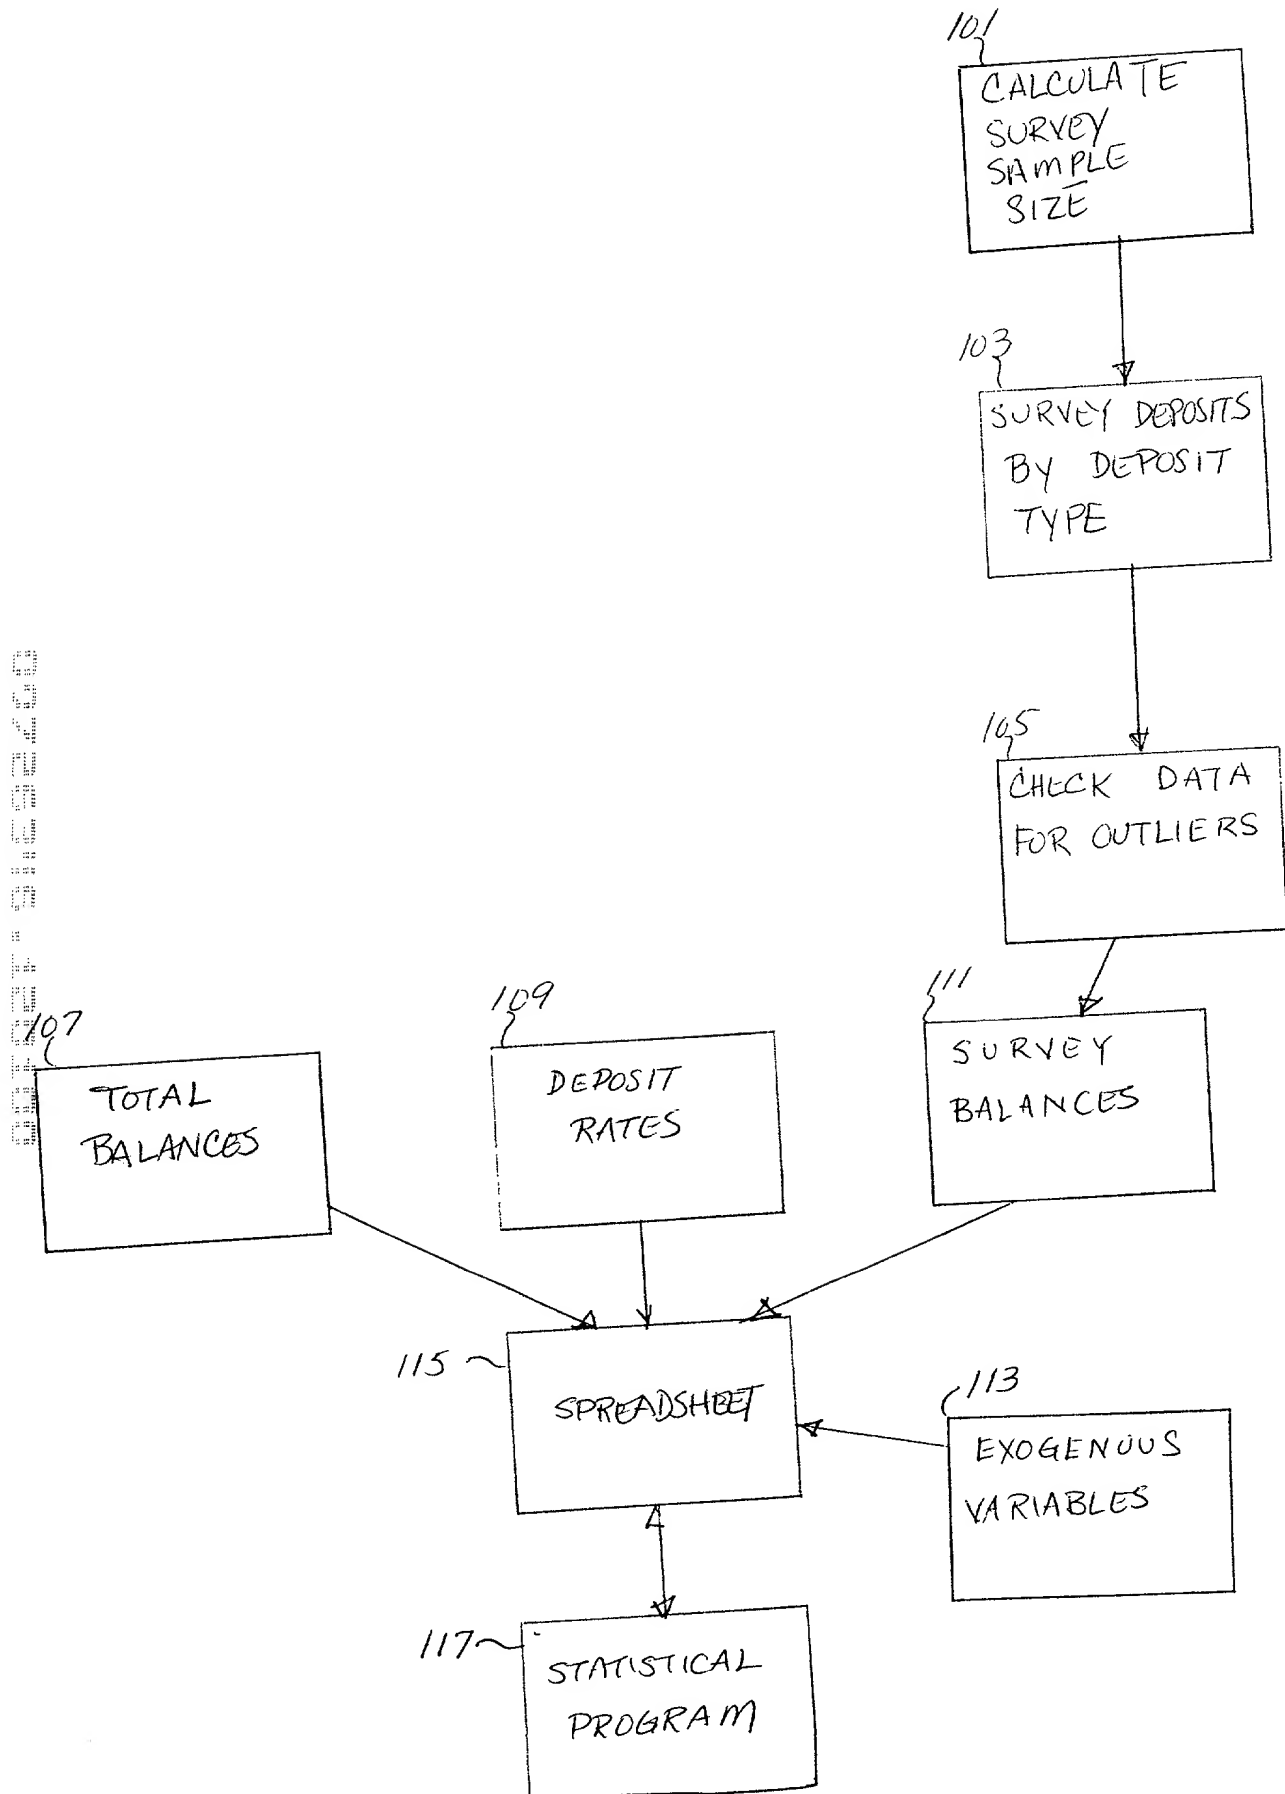 101
CALCULATE
SURVEY
SAMPLE
SIZE
103
SURVEY DEPOSITS
BY DEPOSIT
TYPE
105
CHECK DATA
FOR OUTLIERS
107
TOTAL
BALANCES
109
DEPOSIT
RATES
111
SURVEY
BALANCES
115
SPREADSHEET
113
EXOGENOUS
VARIABLES
117
STATISTICAL
PROGRAM